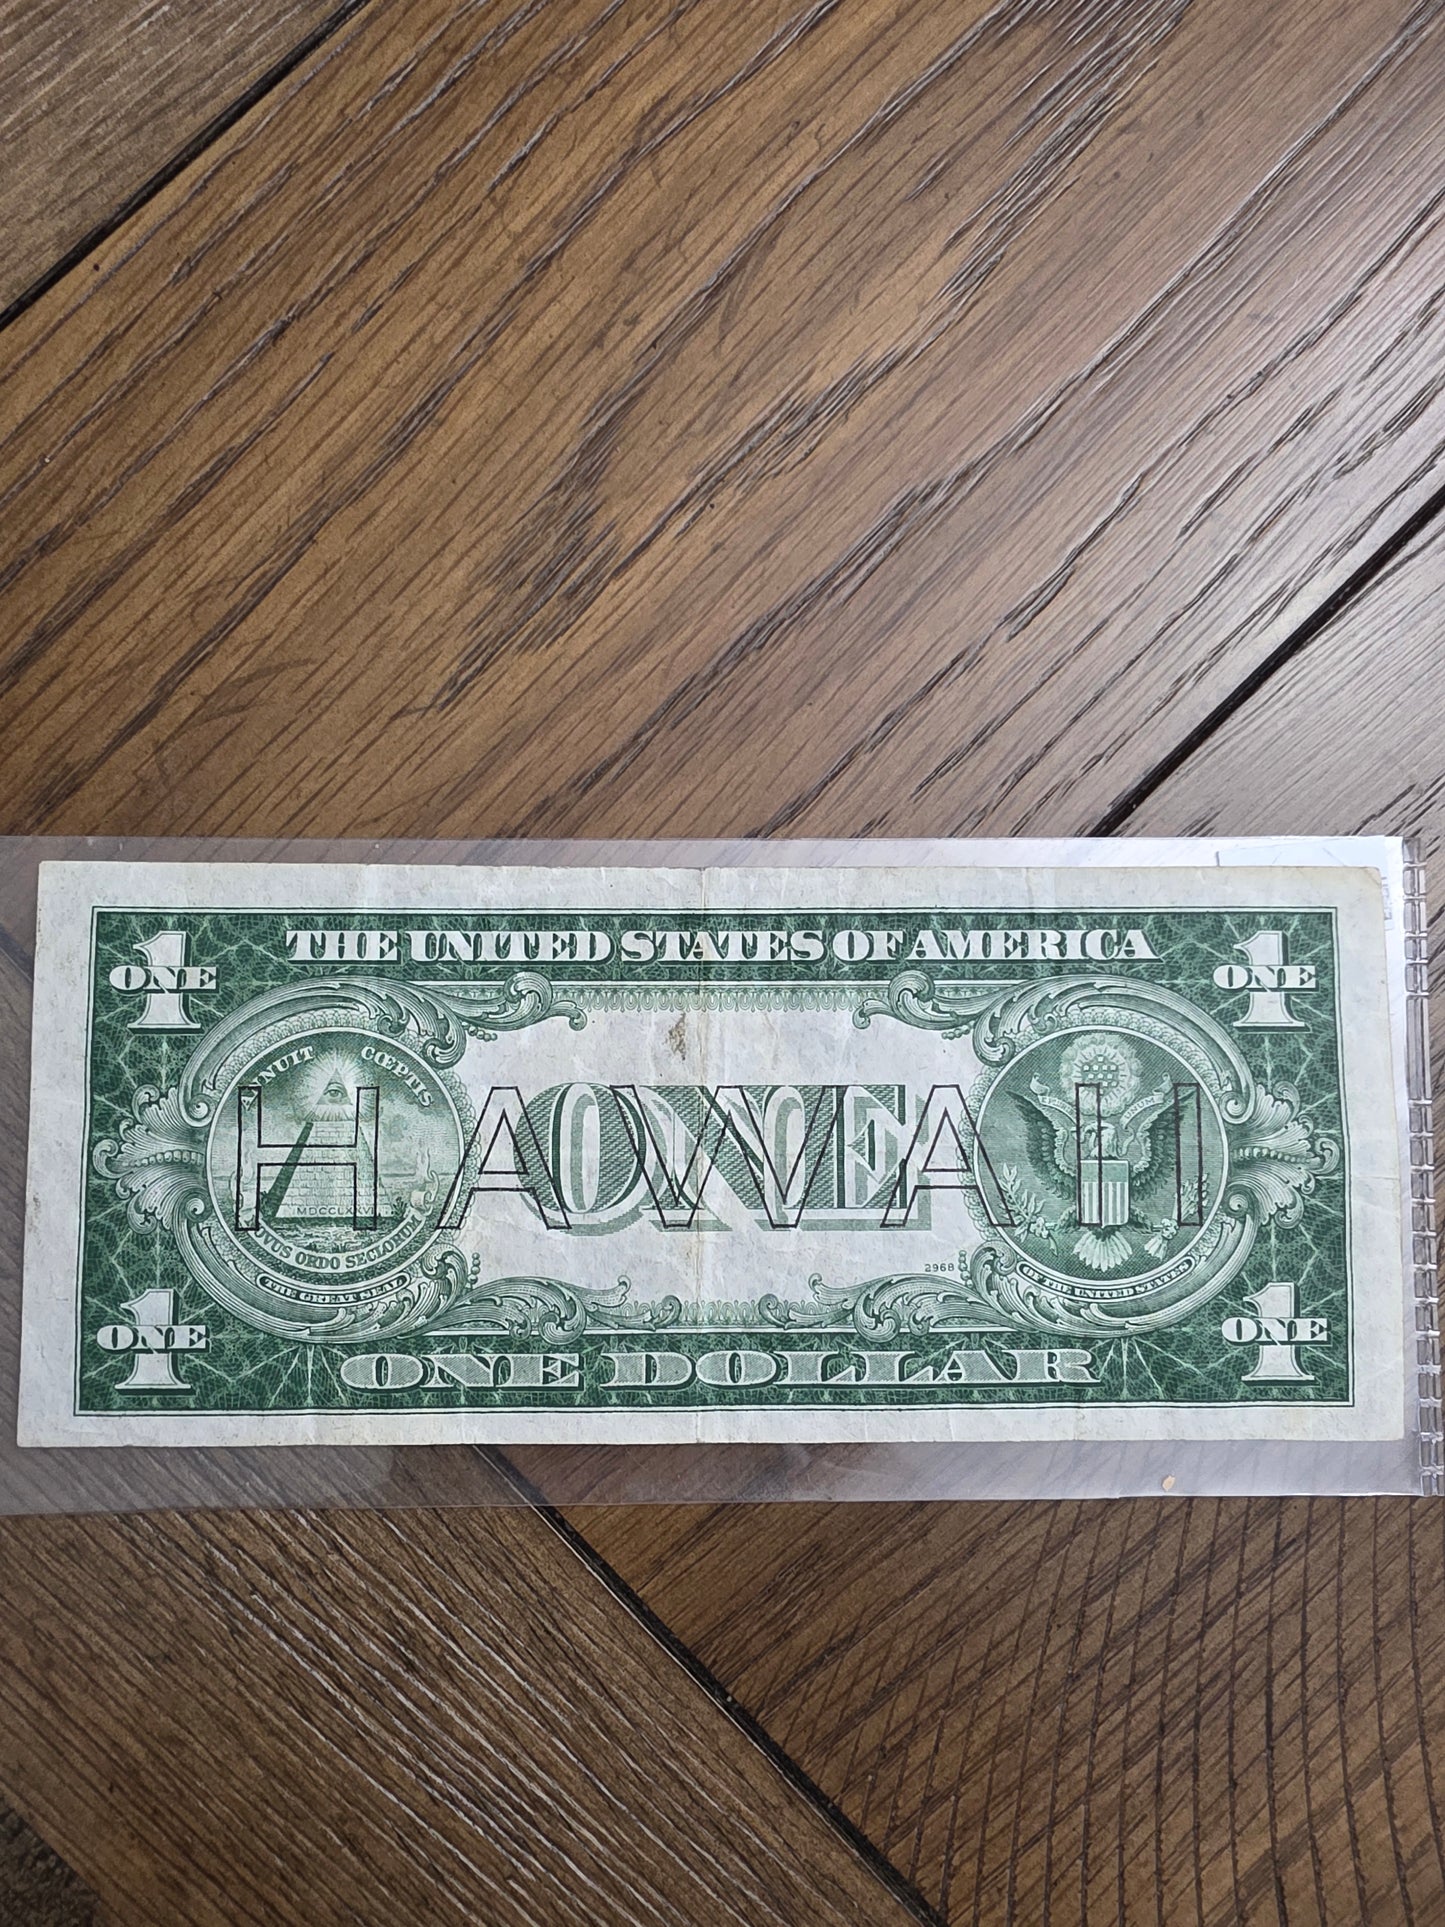 THE UNITED STATES OF AMERICA
1 ONE
1 ONE
ANNUIT CŒPTIS
HAWAII
ONE
MDCCLXXVI
NOVUS ORDO SECLORUM
THE GREAT SEAL
2968
OF THE UNITED STATES
1 ONE
1 ONE
ONE DOLLAR